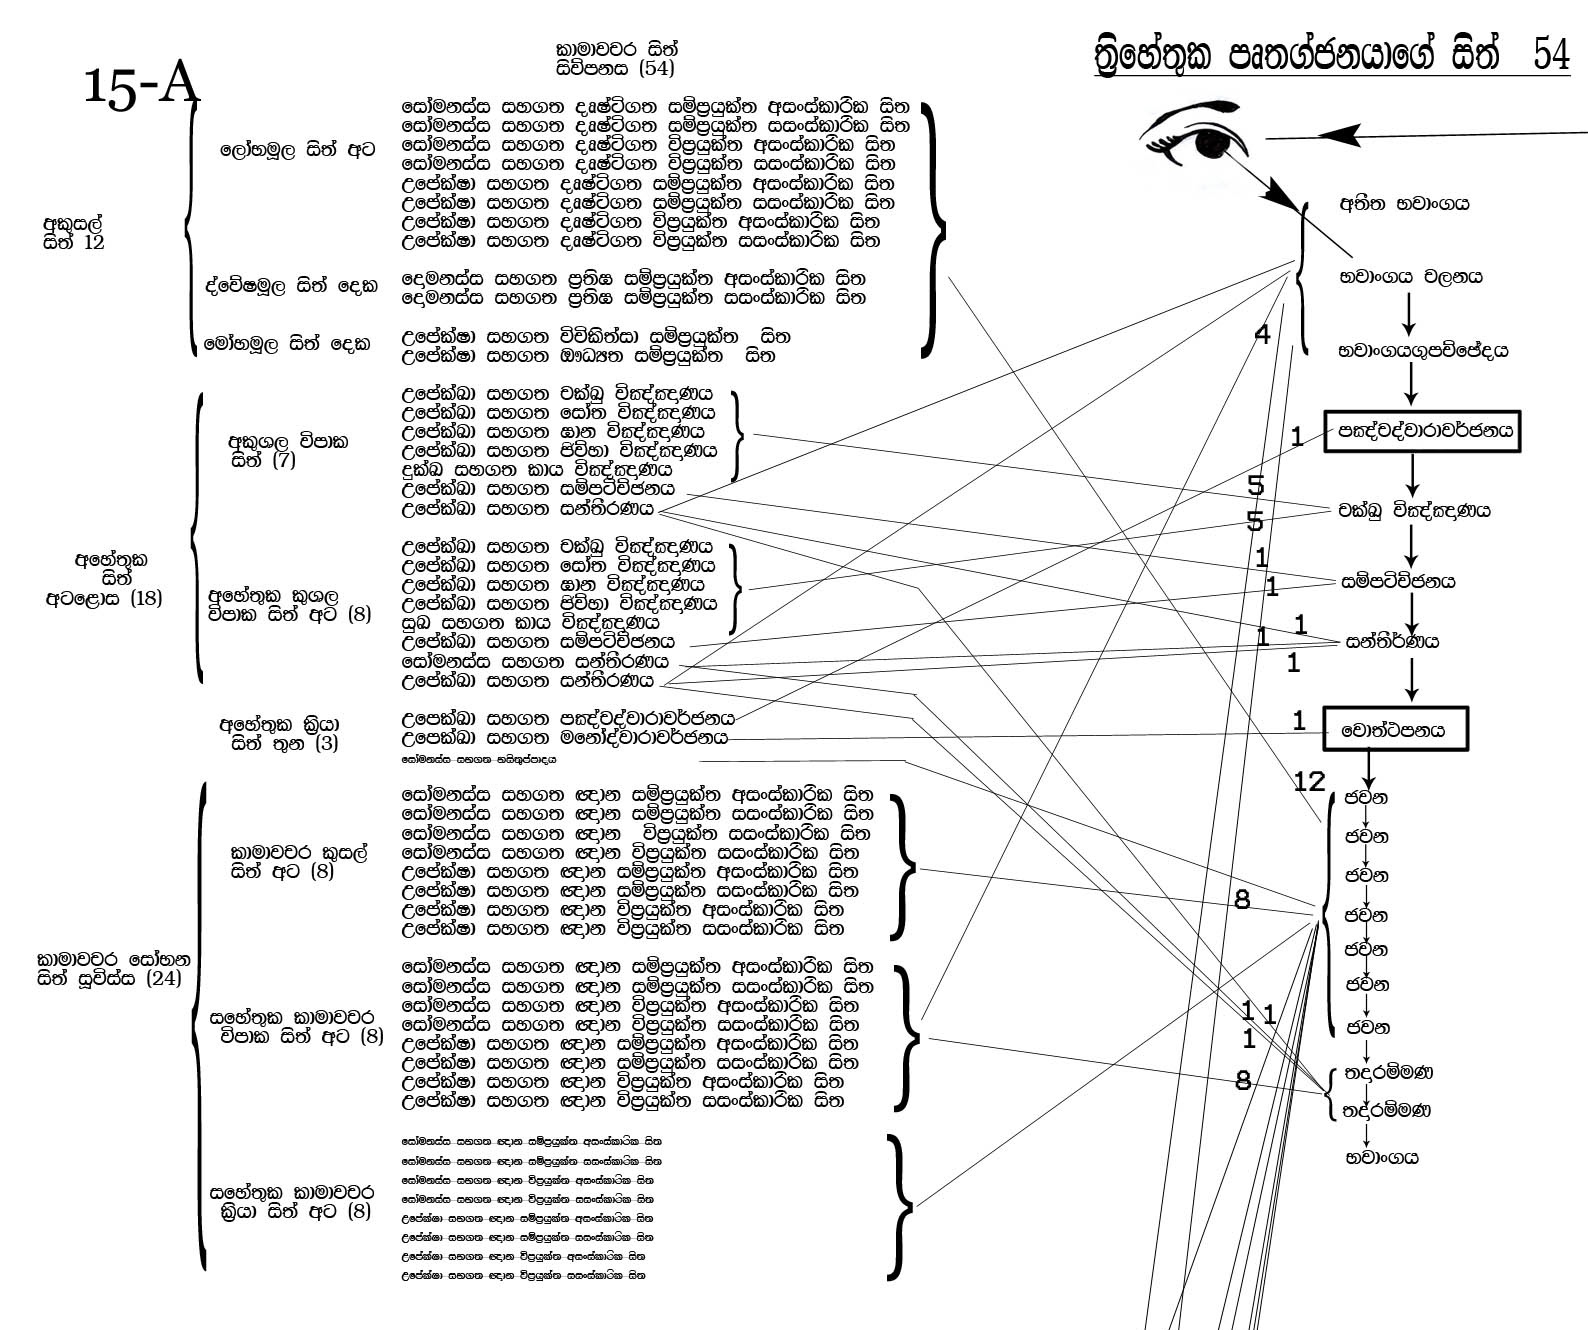 15-A
කාමාවචර සිත්
සිව්පනස (54)
ත්‍රිහේතුක පෘතග්ජනයාගේ සිත් 54
අකුසල්
සිත් 12
ලෝභමූල සිත් අට
සෝමනස්ස සහගත දෘෂ්ටිගත සම්ප්‍රයුක්ත අසංස්කාරික සිත
සෝමනස්ස සහගත දෘෂ්ටිගත සම්ප්‍රයුක්ත සසංස්කාරික සිත
සෝමනස්ස සහගත දෘෂ්ටිගත විප්‍රයුක්ත අසංස්කාරික සිත
සෝමනස්ස සහගත දෘෂ්ටිගත විප්‍රයුක්ත සසංස්කාරික සිත
උපේක්ෂා සහගත දෘෂ්ටිගත සම්ප්‍රයුක්ත අසංස්කාරික සිත
උපේක්ෂා සහගත දෘෂ්ටිගත සම්ප්‍රයුක්ත සසංස්කාරික සිත
උපේක්ෂා සහගත දෘෂ්ටිගත විප්‍රයුක්ත අසංස්කාරික සිත
උපේක්ෂා සහගත දෘෂ්ටිගත විප්‍රයුක්ත සසංස්කාරික සිත
ද්වේෂමූල සිත් දෙක
දොමනස්ස සහගත ප්‍රතිඝ සම්ප්‍රයුක්ත අසංස්කාරික සිත
දොමනස්ස සහගත ප්‍රතිඝ සම්ප්‍රයුක්ත සසංස්කාරික සිත
මෝහමූල සිත් දෙක
උපේක්ෂා සහගත විචිකිත්සා සම්ප්‍රයුක්ත සිත
උපේක්ෂා සහගත ඖධ්‍යත සම්ප්‍රයුක්ත සිත
අහේතුක
සිත්
අටළොස (18)
අකුශල විපාක
සිත් (7)
උපේක්ඛා සහගත චක්ඛු විඤ්ඤාණය
උපේක්ඛා සහගත සෝත විඤ්ඤාණය
උපේක්ඛා සහගත ඝාන විඤ්ඤාණය
උපේක්ඛා සහගත ජිව්හා විඤ්ඤාණය
දුක්ඛ සහගත කාය විඤ්ඤාණය
උපේක්ඛා සහගත සම්පටිච්ජනය
උපේක්ඛා සහගත සන්තීරණය
අහේතුක කුශල
විපාක සිත් අට (8)
උපේක්ඛා සහගත චක්ඛු විඤ්ඤාණය
උපේක්ඛා සහගත සෝත විඤ්ඤාණය
උපේක්ඛා සහගත ඝාන විඤ්ඤාණය
උපේක්ඛා සහගත ජිව්හා විඤ්ඤාණය
සුඛ සහගත කාය විඤ්ඤාණය
උපේක්ඛා සහගත සම්පටිච්ජනය
සෝමනස්ස සහගත සන්තීරණය
උපේක්ඛා සහගත සන්තීරණය
අහේතුක ක්‍රියා
සිත් තුන (3)
උපෙක්ඛා සහගත පඤ්චද්වාරාවර්ජනය
උපෙක්ඛා සහගත මනෝද්වාරාවර්ජනය
සෝමනස්ස සහගත හසිතුප්පාදය
කාමාවචර සෝභන
සිත් සූවිස්ස (24)
කාමාවචර කුසල්
සිත් අට (8)
සෝමනස්ස සහගත ඥාන සම්ප්‍රයුක්ත අසංස්කාරික සිත
සෝමනස්ස සහගත ඥාන සම්ප්‍රයුක්ත සසංස්කාරික සිත
සෝමනස්ස සහගත ඥාන විප්‍රයුක්ත සසංස්කාරික සිත
සෝමනස්ස සහගත ඥාන විප්‍රයුක්ත සසංස්කාරික සිත
උපේක්ෂා සහගත ඥාන සම්ප්‍රයුක්ත අසංස්කාරික සිත
උපේක්ෂා සහගත ඥාන සම්ප්‍රයුක්ත සසංස්කාරික සිත
උපේක්ෂා සහගත ඥාන විප්‍රයුක්ත අසංස්කාරික සිත
උපේක්ෂා සහගත ඥාන විප්‍රයුක්ත සසංස්කාරික සිත
සහේතුක කාමාවචර
විපාක සිත් අට (8)
සෝමනස්ස සහගත ඥාන සම්ප්‍රයුක්ත අසංස්කාරික සිත
සෝමනස්ස සහගත ඥාන සම්ප්‍රයුක්ත සසංස්කාරික සිත
සෝමනස්ස සහගත ඥාන විප්‍රයුක්ත අසංස්කාරික සිත
සෝමනස්ස සහගත ඥාන විප්‍රයුක්ත සසංස්කාරික සිත
උපේක්ෂා සහගත ඥාන සම්ප්‍රයුක්ත අසංස්කාරික සිත
උපේක්ෂා සහගත ඥාන සම්ප්‍රයුක්ත සසංස්කාරික සිත
උපේක්ෂා සහගත ඥාන විප්‍රයුක්ත අසංස්කාරික සිත
උපේක්ෂා සහගත ඥාන විප්‍රයුක්ත සසංස්කාරික සිත
සහේතුක කාමාවචර
ක්‍රියා සිත් අට (8)
සෝමනස්ස සහගත ඥාන සම්ප්‍රයුක්ත අසංස්කාරික සිත
සෝමනස්ස සහගත ඥාන සම්ප්‍රයුක්ත සසංස්කාරික සිත
සෝමනස්ස සහගත ඥාන විප්‍රයුක්ත අසංස්කාරික සිත
සෝමනස්ස සහගත ඥාන විප්‍රයුක්ත සසංස්කාරික සිත
උපේක්ෂා සහගත ඥාන සම්ප්‍රයුක්ත අසංස්කාරික සිත
උපේක්ෂා සහගත ඥාන සම්ප්‍රයුක්ත සසංස්කාරික සිත
උපේක්ෂා සහගත ඥාන විප්‍රයුක්ත අසංස්කාරික සිත
උපේක්ෂා සහගත ඥාන විප්‍රයුක්ත සසංස්කාරික සිත
අතීත භවාංගය
භවාංගය චලනය
4
භවාංගයගුපච්ඡේදය
1
පඤ්චද්වාරාවර්ජනය
5
චක්ඛු විඤ්ඤාණය
5
1
සම්පටිච්ජනය
1
1
1
සන්තීර්ණය
1
1
වොත්ථපනය
12
ජවන
ජවන
ජවන
8
ජවන
ජවන
ජවන
1
1
ජවන
1
8
තදාරම්මණ
තදාරම්මණ
භවාංගය